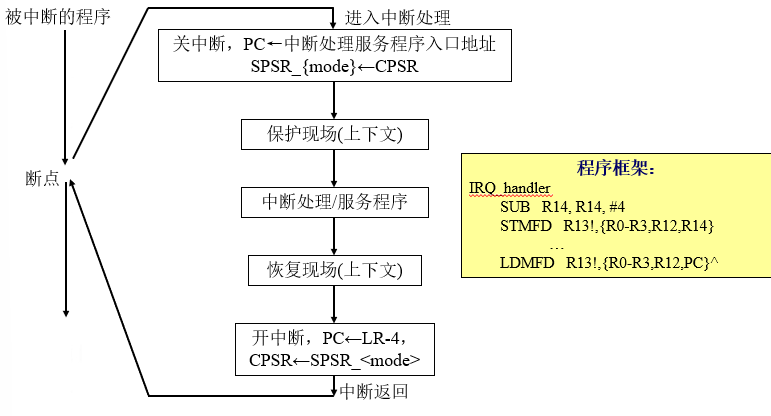 被中断的程序
进入中断处理
关中断，PC←中断处理服务程序入口地址
SPSR_{mode}←CPSR
保护现场(上下文)
断点
中断处理/服务程序
恢复现场(上下文)
开中断，PC←LR-4，
CPSR←SPSR_<mode>
中断返回
程序框架：
IRQ_handler
SUB R14, R14, #4
STMFD R13!,{R0-R3,R12,R14}
…
LDMFD R13!,{R0-R3,R12,PC}^